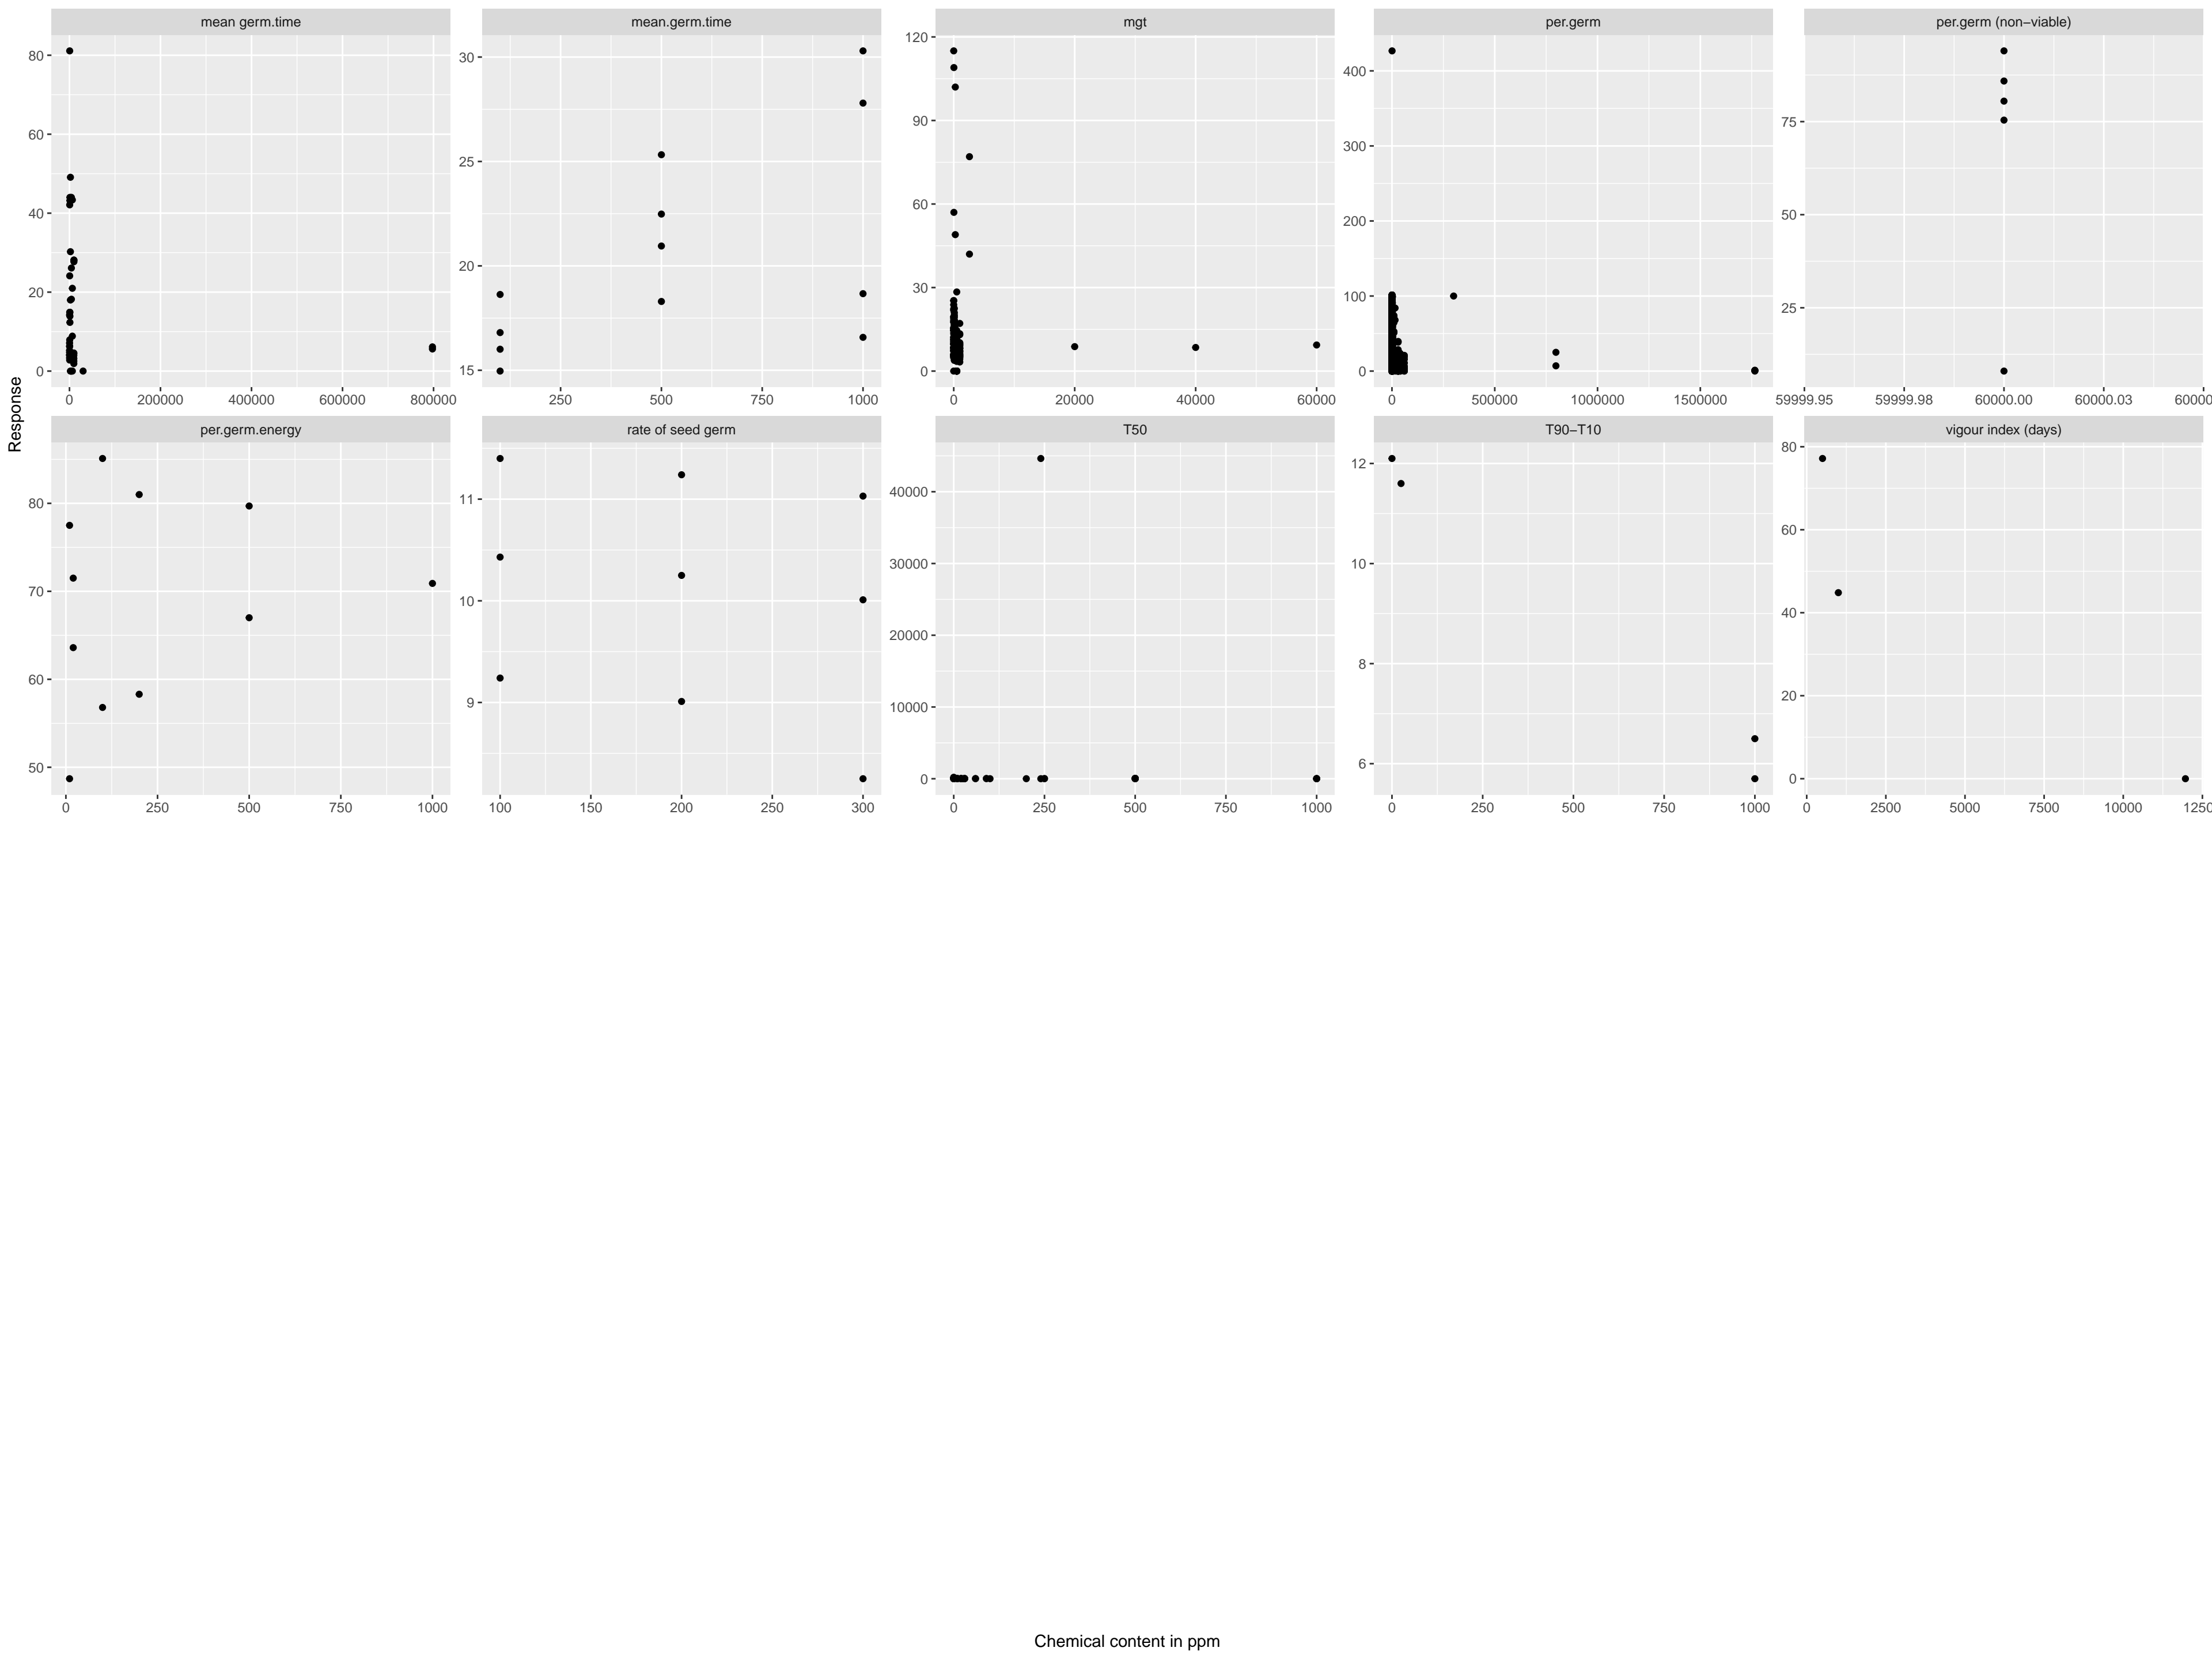 mean germ.time mean.germ.time mgt per.germ per.germ (non−viable)
80 30 120 400 75
60 25 90 300 50
40 20 60 200 25
20 15 30 100
0 0 0
0 200000 400000 600000 800000 250 500 750 1000 0 20000 40000 60000 0 500000 1000000 1500000 59999.95 59999.98 60000.00 60000.03 60000
Response
per.germ.energy rate of seed germ T50 T90−T10 vigour index (days)
80 11 40000 12 80
70 10 30000 10 60
60 9 20000 8 40
50 10000 6 20
0 0
0 250 500 750 1000 100 150 200 250 300 0 250 500 750 1000 0 250 500 750 1000 0 2500 5000 7500 10000 1250
Chemical content in ppm